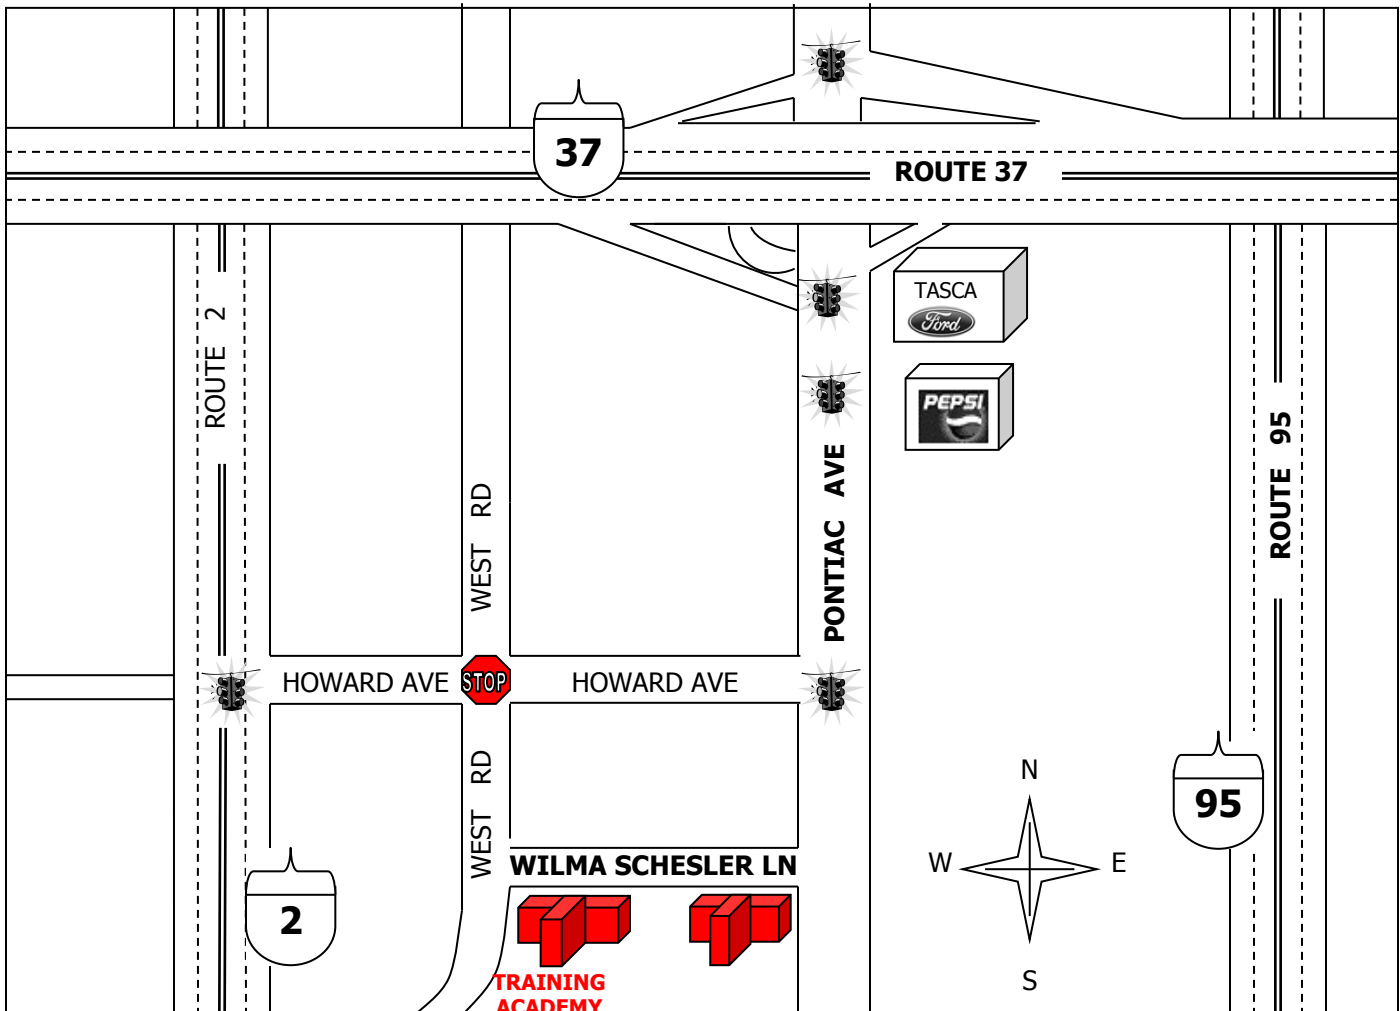 37
ROUTE 37
ROUTE 2
TASCA
Ford
PEPSI
WEST RD
PONTIAC AVE
ROUTE 95
HOWARD AVE
STOP
HOWARD AVE
WEST RD
N
95
WILMA SCHESLER LN
W
E
2
TRAINING
ACADEMY
S